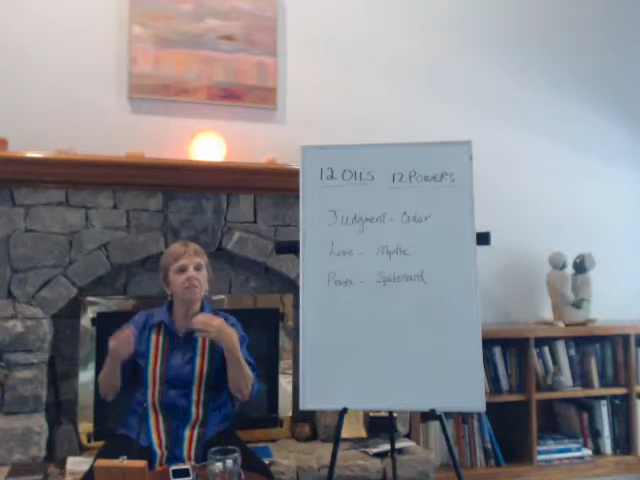 12 OILS 12 POWERS
Judgment - Cedar
Love - Myrtle
Power - Spikenard